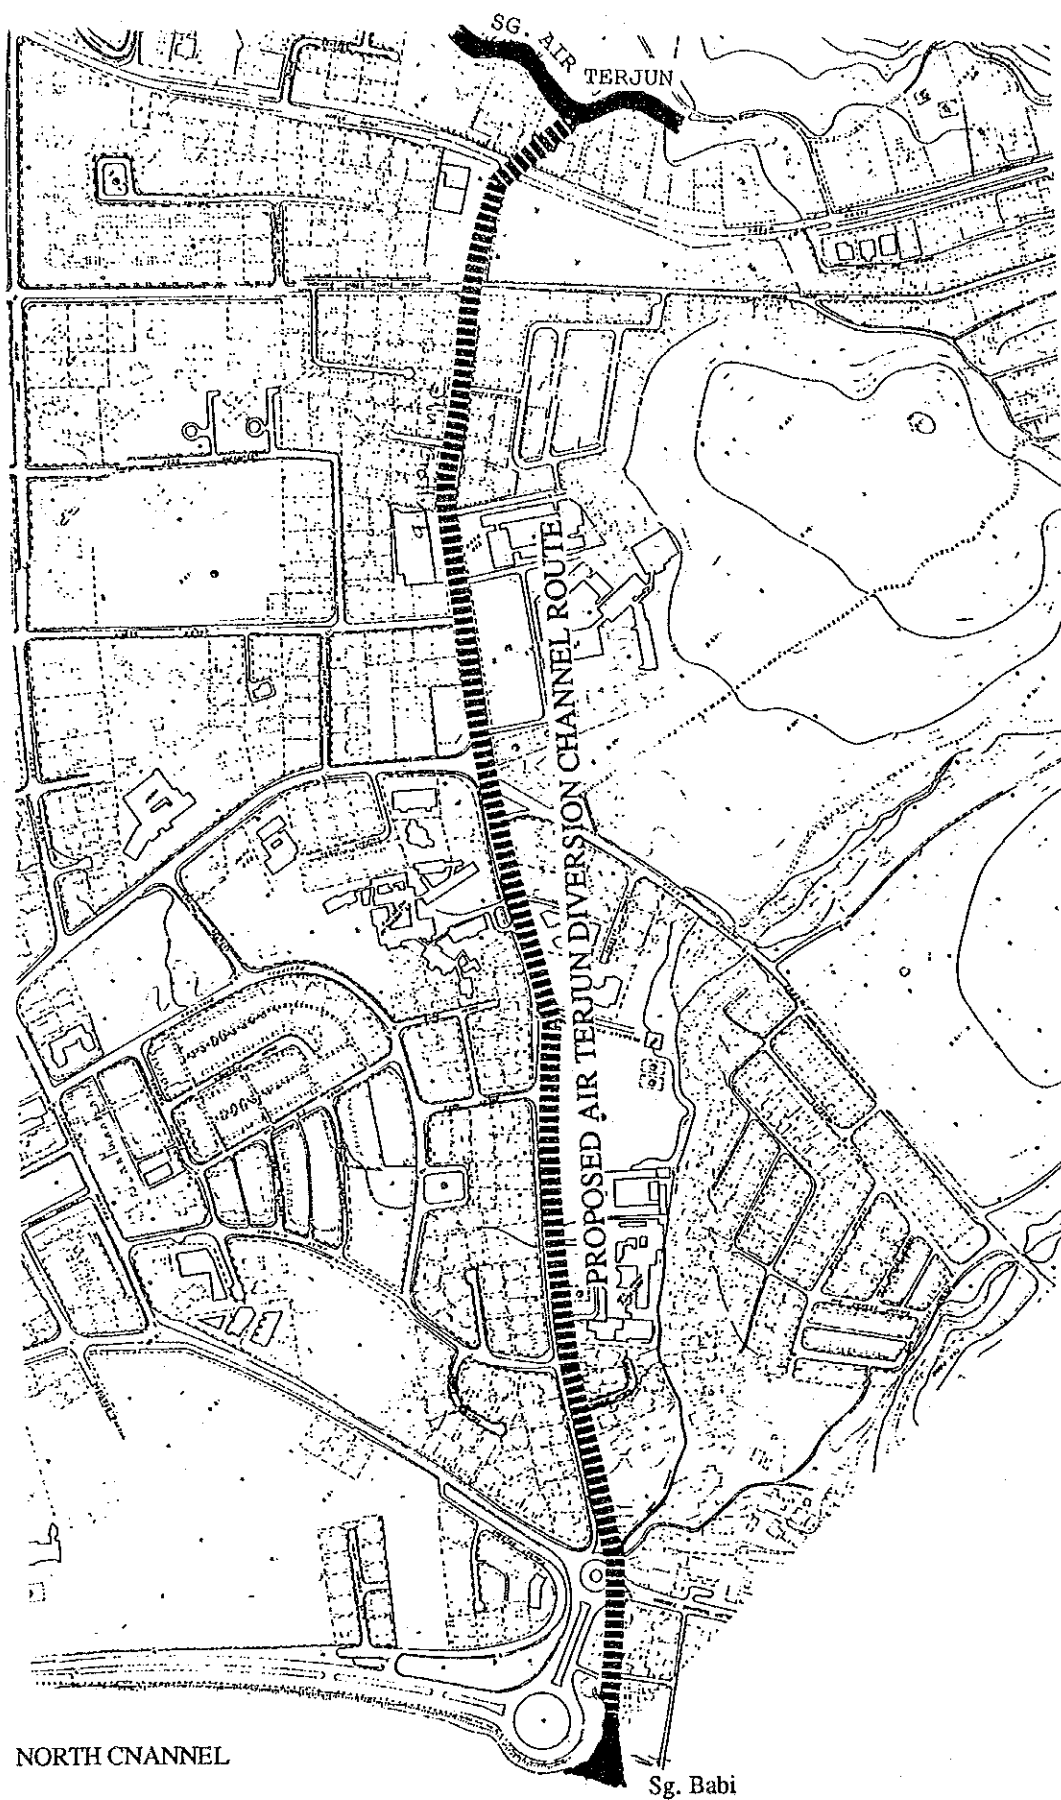 SG. AIR TERJUN
PROPOSED AIR TERJUN DIVERSION CHANNEL ROUTE
NORTH CNANNEL
Sg. Babi